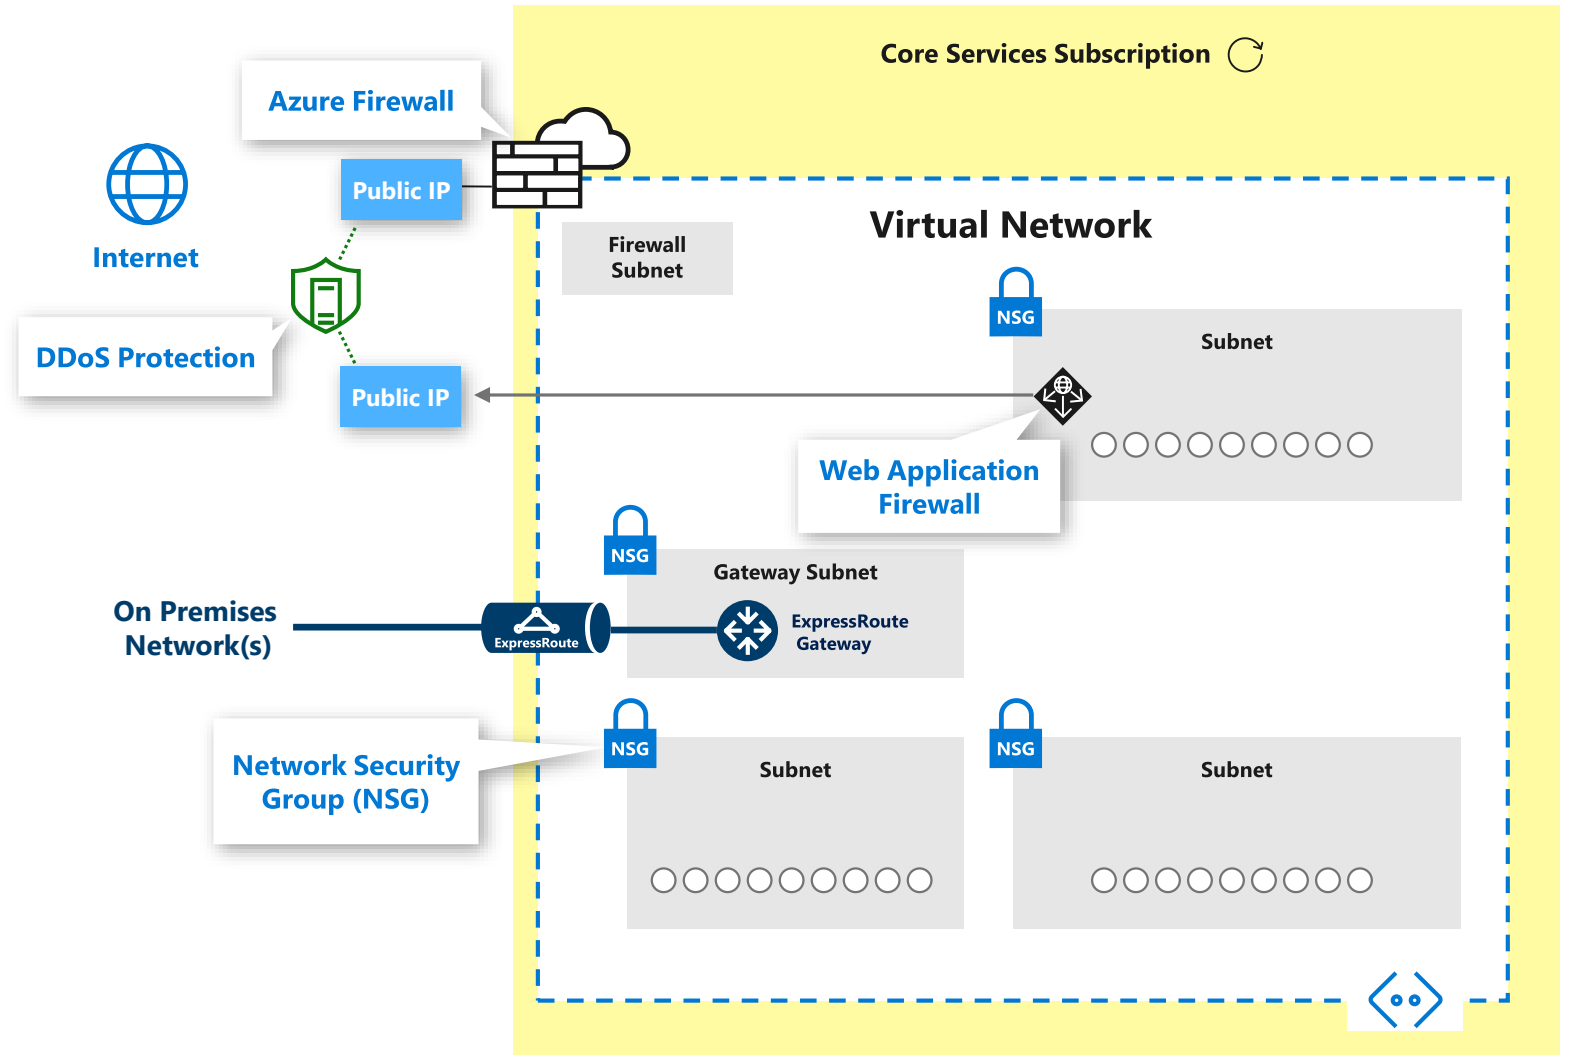 Core Services Subscription
Azure Firewall
Public IP
Internet
Virtual Network
Firewall
Subnet
DDoS Protection
Public IP
NSG
Subnet
Web Application
Firewall
NSG
Gateway Subnet
On Premises
Network(s)
ExpressRoute
ExpressRoute
Gateway
Network Security
Group (NSG)
NSG
Subnet
NSG
Subnet